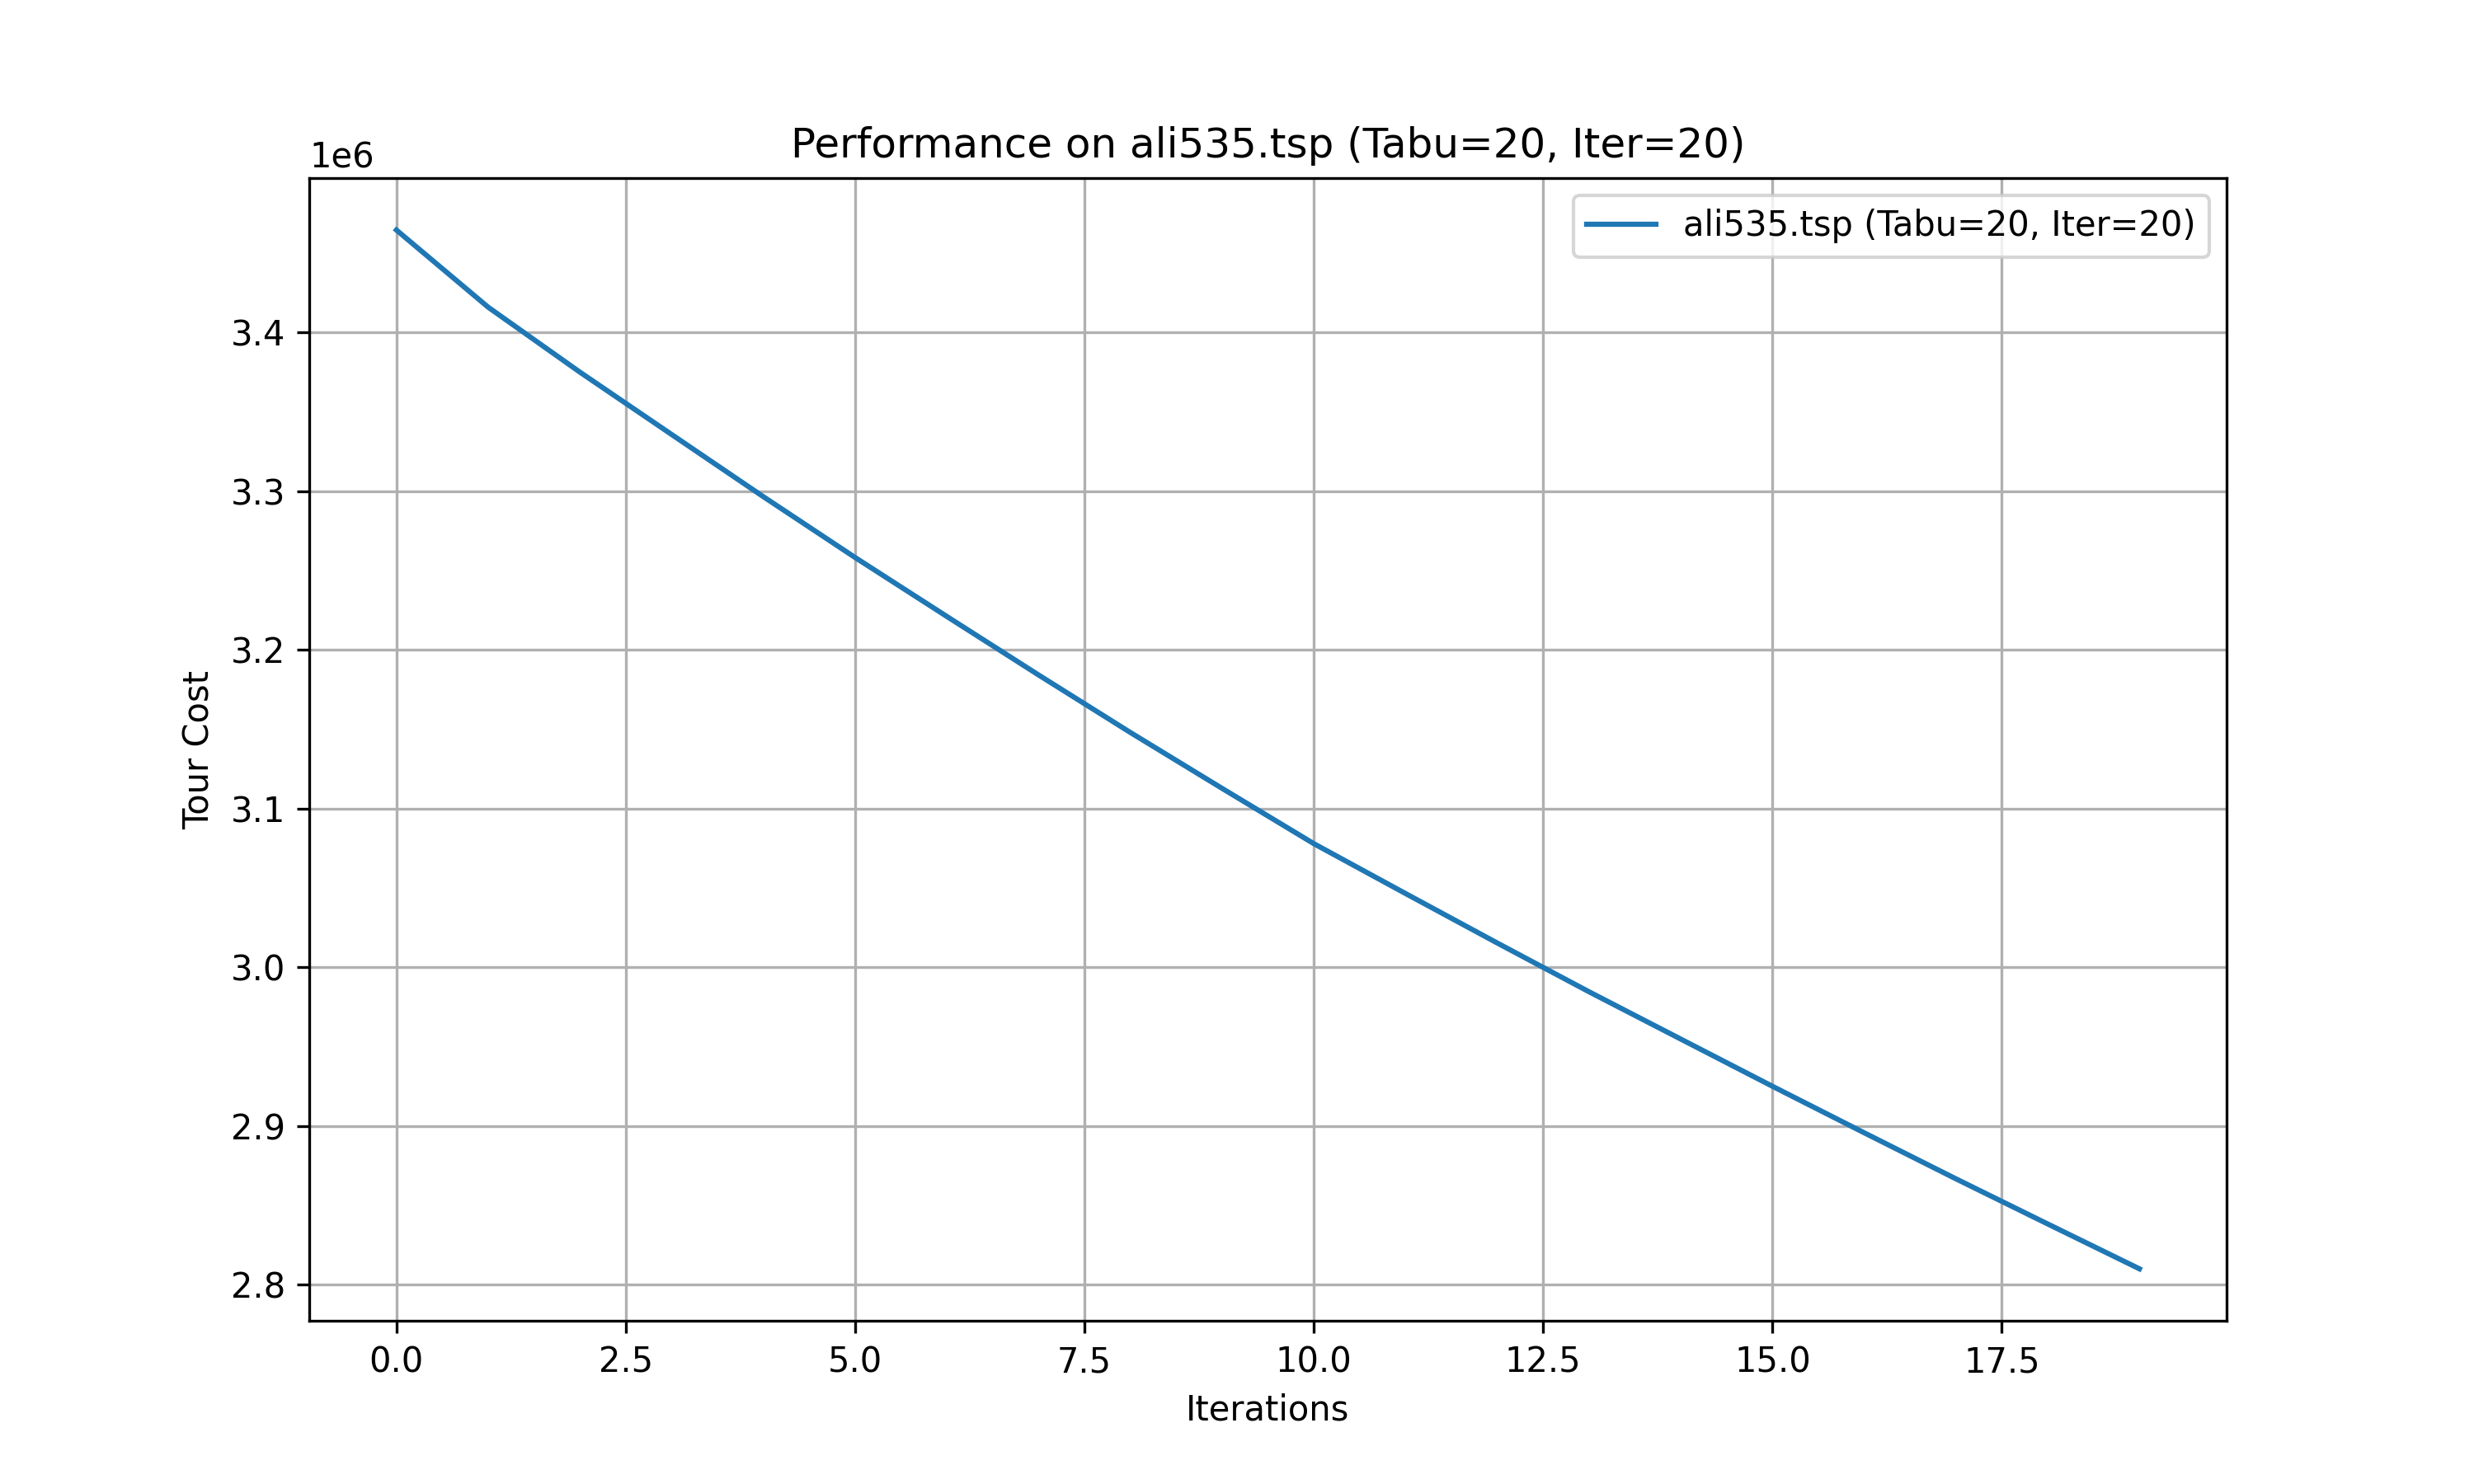 Performance on ali535.tsp (Tabu=20, Iter=20)
1e6
ali535.tsp (Tabu=20, Iter=20)
3.4
3.3
3.2
3.1
3.0
2.9
2.8
Tour Cost
0.0 2.5 5.0 7.5 10.0 12.5 15.0 17.5
Iterations